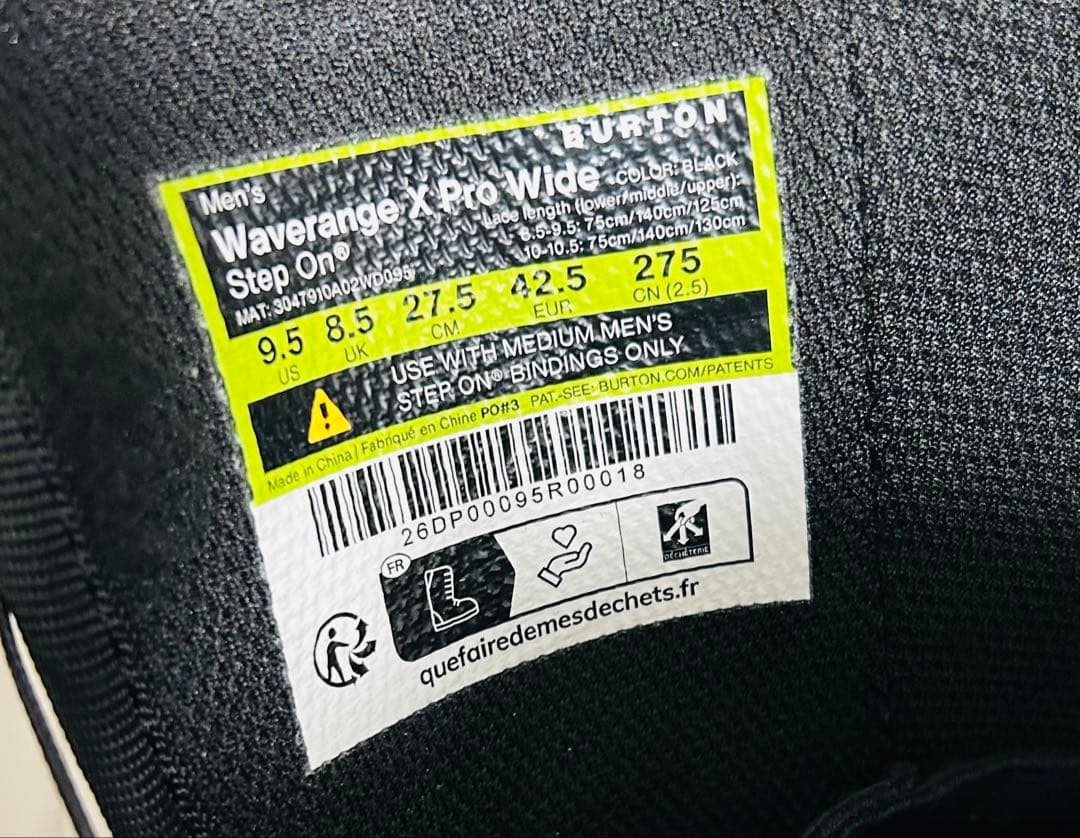 BURTON
Men's
Waverange X Pro Wide COLOR: BLACK
Step On®
Lace length (lower/middle/upper):
8.5-9.5: 75cm/140cm/125cm
10-10.5: 75cm/140cm/130cm
MAT: 3047910A02WD095
9.5 8.5 27.5 42.5 275
US UK CM EUR CN (2.5)
USE WITH MEDIUM MEN'S
STEP ON® BINDINGS ONLY
Made in China / Fabriqué en Chine PO#3 PAT.-SEE: BURTON.COM/PATENTS
26DP00095R00018
FR
DÉCHÈTERIE
quefairedemesdechets.fr